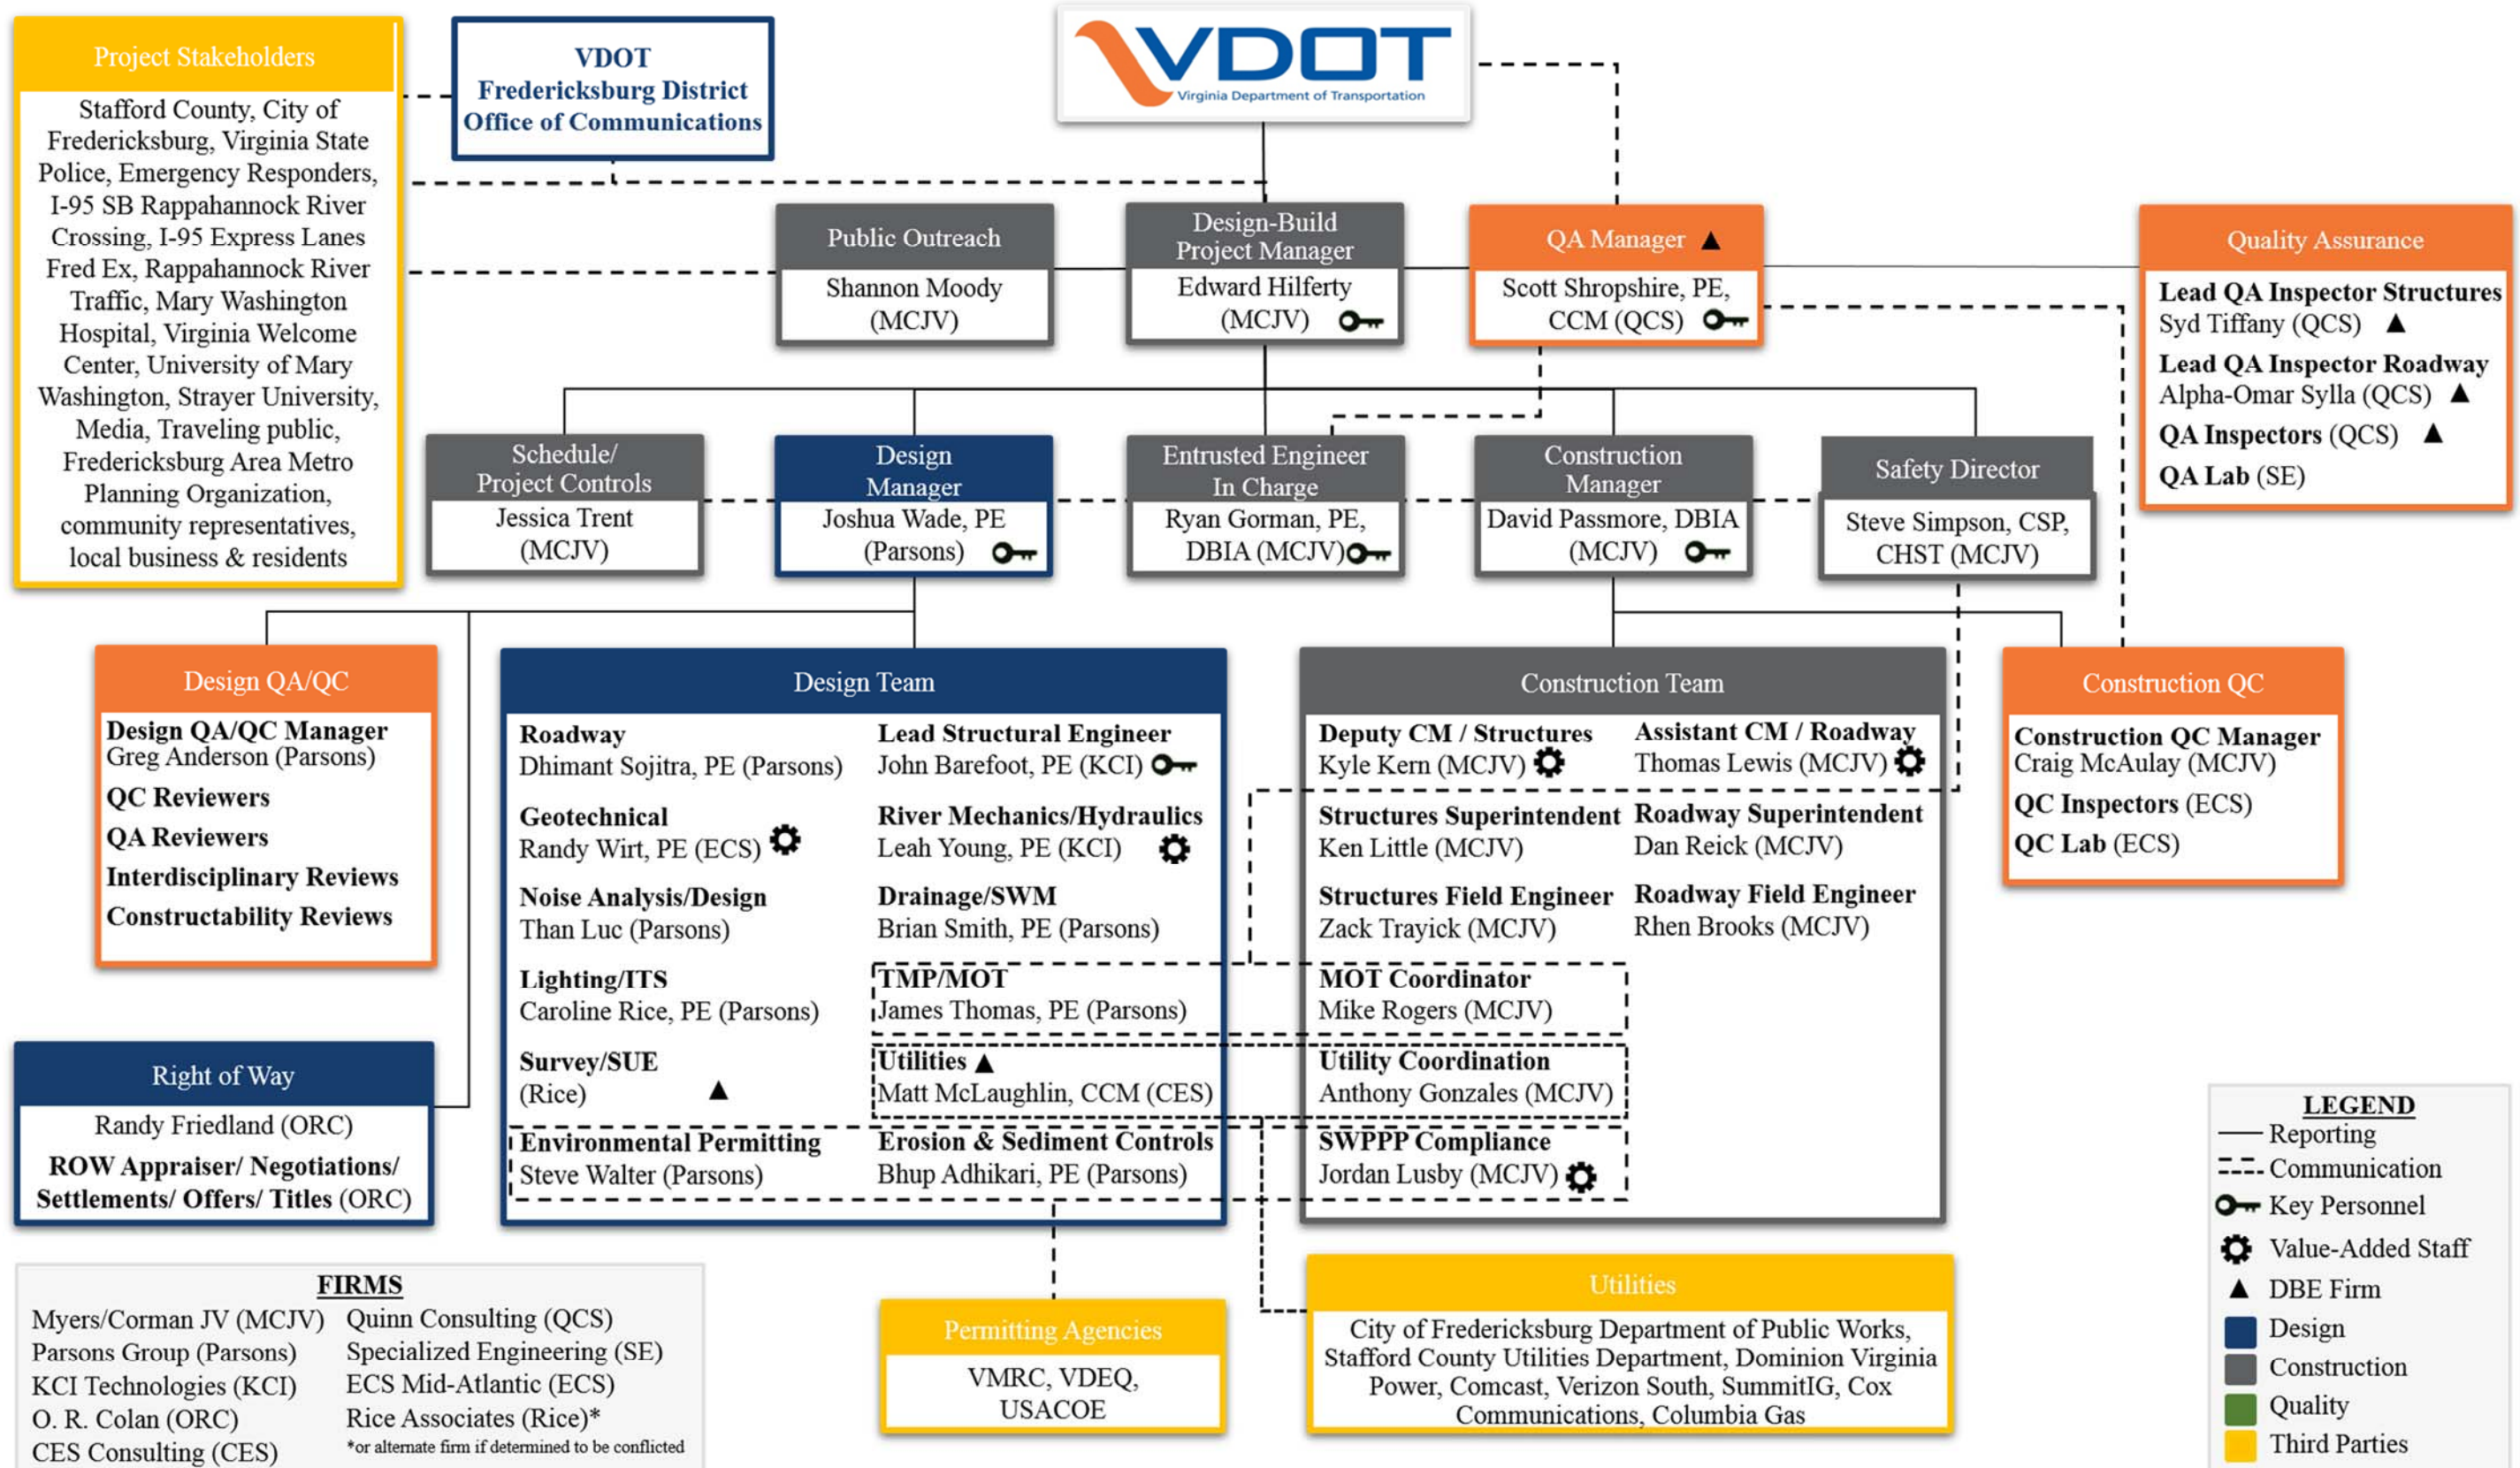 Project Stakeholders
Stafford County, City of
Fredericksburg, Virginia State
Police, Emergency Responders,
I-95 SB Rappahannock River
Crossing, I-95 Express Lanes
Fred Ex, Rappahannock River
Traffic, Mary Washington
Hospital, Virginia Welcome
Center, University of Mary
Washington, Strayer University,
Media, Traveling public,
Fredericksburg Area Metro
Planning Organization,
community representatives,
local business & residents
VDOT
Fredericksburg District
Office of Communications
VDOT
Virginia Department of Transportation
Public Outreach
Shannon Moody
(MCJV)
Design-Build
Project Manager
Edward Hilferty
(MCJV)
QA Manager ▲
Scott Shropshire, PE,
CCM (QCS)
Quality Assurance
Lead QA Inspector Structures
Syd Tiffany (QCS) ▲
Lead QA Inspector Roadway
Alpha-Omar Sylla (QCS) ▲
QA Inspectors (QCS) ▲
QA Lab (SE)
Schedule/
Project Controls
Jessica Trent
(MCJV)
Design
Manager
Joshua Wade, PE
(Parsons)
Entrusted Engineer
In Charge
Ryan Gorman, PE,
DBIA (MCJV)
Construction
Manager
David Passmore, DBIA
(MCJV)
Safety Director
Steve Simpson, CSP,
CHST (MCJV)
Design QA/QC
Design QA/QC Manager
Greg Anderson (Parsons)
QC Reviewers
QA Reviewers
Interdisciplinary Reviews
Constructability Reviews
Right of Way
Randy Friedland (ORC)
ROW Appraiser/ Negotiations/
Settlements/ Offers/ Titles (ORC)
Design Team
Roadway
Dhimant Sojitra, PE (Parsons)
Geotechnical
Randy Wirt, PE (ECS)
Noise Analysis/Design
Than Luc (Parsons)
Lighting/ITS
Caroline Rice, PE (Parsons)
Survey/SUE
(Rice) ▲
Environmental Permitting
Steve Walter (Parsons)
Lead Structural Engineer
John Barefoot, PE (KCI)
River Mechanics/Hydraulics
Leah Young, PE (KCI)
Drainage/SWM
Brian Smith, PE (Parsons)
TMP/MOT
James Thomas, PE (Parsons)
Utilities ▲
Matt McLaughlin, CCM (CES)
Erosion & Sediment Controls
Bhup Adhikari, PE (Parsons)
Construction Team
Deputy CM / Structures
Kyle Kern (MCJV)
Structures Superintendent
Ken Little (MCJV)
Structures Field Engineer
Zack Trayick (MCJV)
MOT Coordinator
Mike Rogers (MCJV)
Utility Coordination
Anthony Gonzales (MCJV)
SWPPP Compliance
Jordan Lusby (MCJV)
Assistant CM / Roadway
Thomas Lewis (MCJV)
Roadway Superintendent
Dan Reick (MCJV)
Roadway Field Engineer
Rhen Brooks (MCJV)
Construction QC
Construction QC Manager
Craig McAulay (MCJV)
QC Inspectors (ECS)
QC Lab (ECS)
FIRMS
Myers/Corman JV (MCJV)
Parsons Group (Parsons)
KCI Technologies (KCI)
O. R. Colan (ORC)
CES Consulting (CES)
Quinn Consulting (QCS)
Specialized Engineering (SE)
ECS Mid-Atlantic (ECS)
Rice Associates (Rice)*
*or alternate firm if determined to be conflicted
Permitting Agencies
VMRC, VDEQ,
USACOE
Utilities
City of Fredericksburg Department of Public Works,
Stafford County Utilities Department, Dominion Virginia
Power, Comcast, Verizon South, SummitIG, Cox
Communications, Columbia Gas
LEGEND
Reporting
Communication
Key Personnel
Value-Added Staff
▲ DBE Firm
Design
Construction
Quality
Third Parties